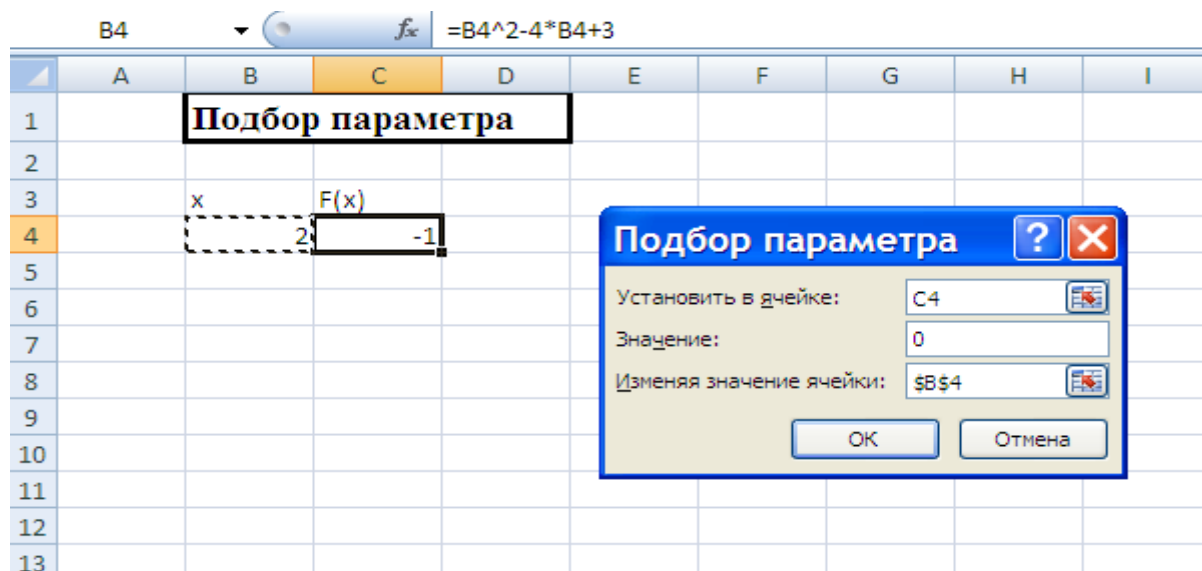 B4 fx =B4^2-4*B4+3
A B C D E F G H I
1 Подбор параметра
2
3 x F(x)
4 2 -1
Подбор параметра ?
5
Установить в ячейке: C4
6
Значение: 0
7
8 Изменяя значение ячейки: $B$4
9
10 ОК Отмена
11
12
13